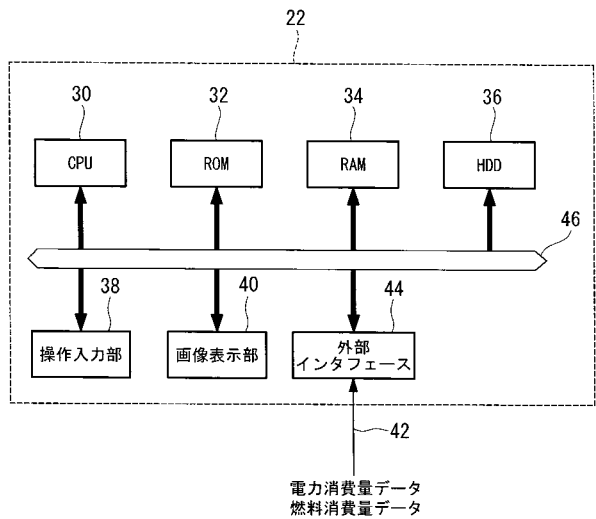 22
30
32
34
36
CPU
ROM
RAM
HDD
46
38
40
44
操作入力部
画像表示部
外部
インタフェース
42
電力消費量データ
燃料消費量データ